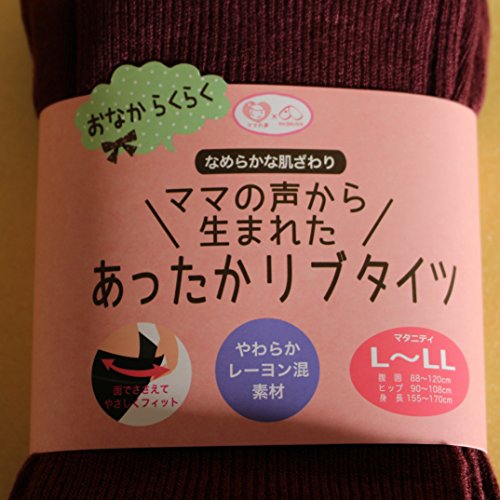 おなからくらく
ママの声
×
なめらかな肌ざわり
ママの声から
生まれた
あったかリブタイツ
面でささえて
やさしくフィット
やわらか
レーヨン混
素材
マタニティ
L〜LL
腹囲 88〜120cm
ヒップ 90〜108cm
身長 155〜170cm